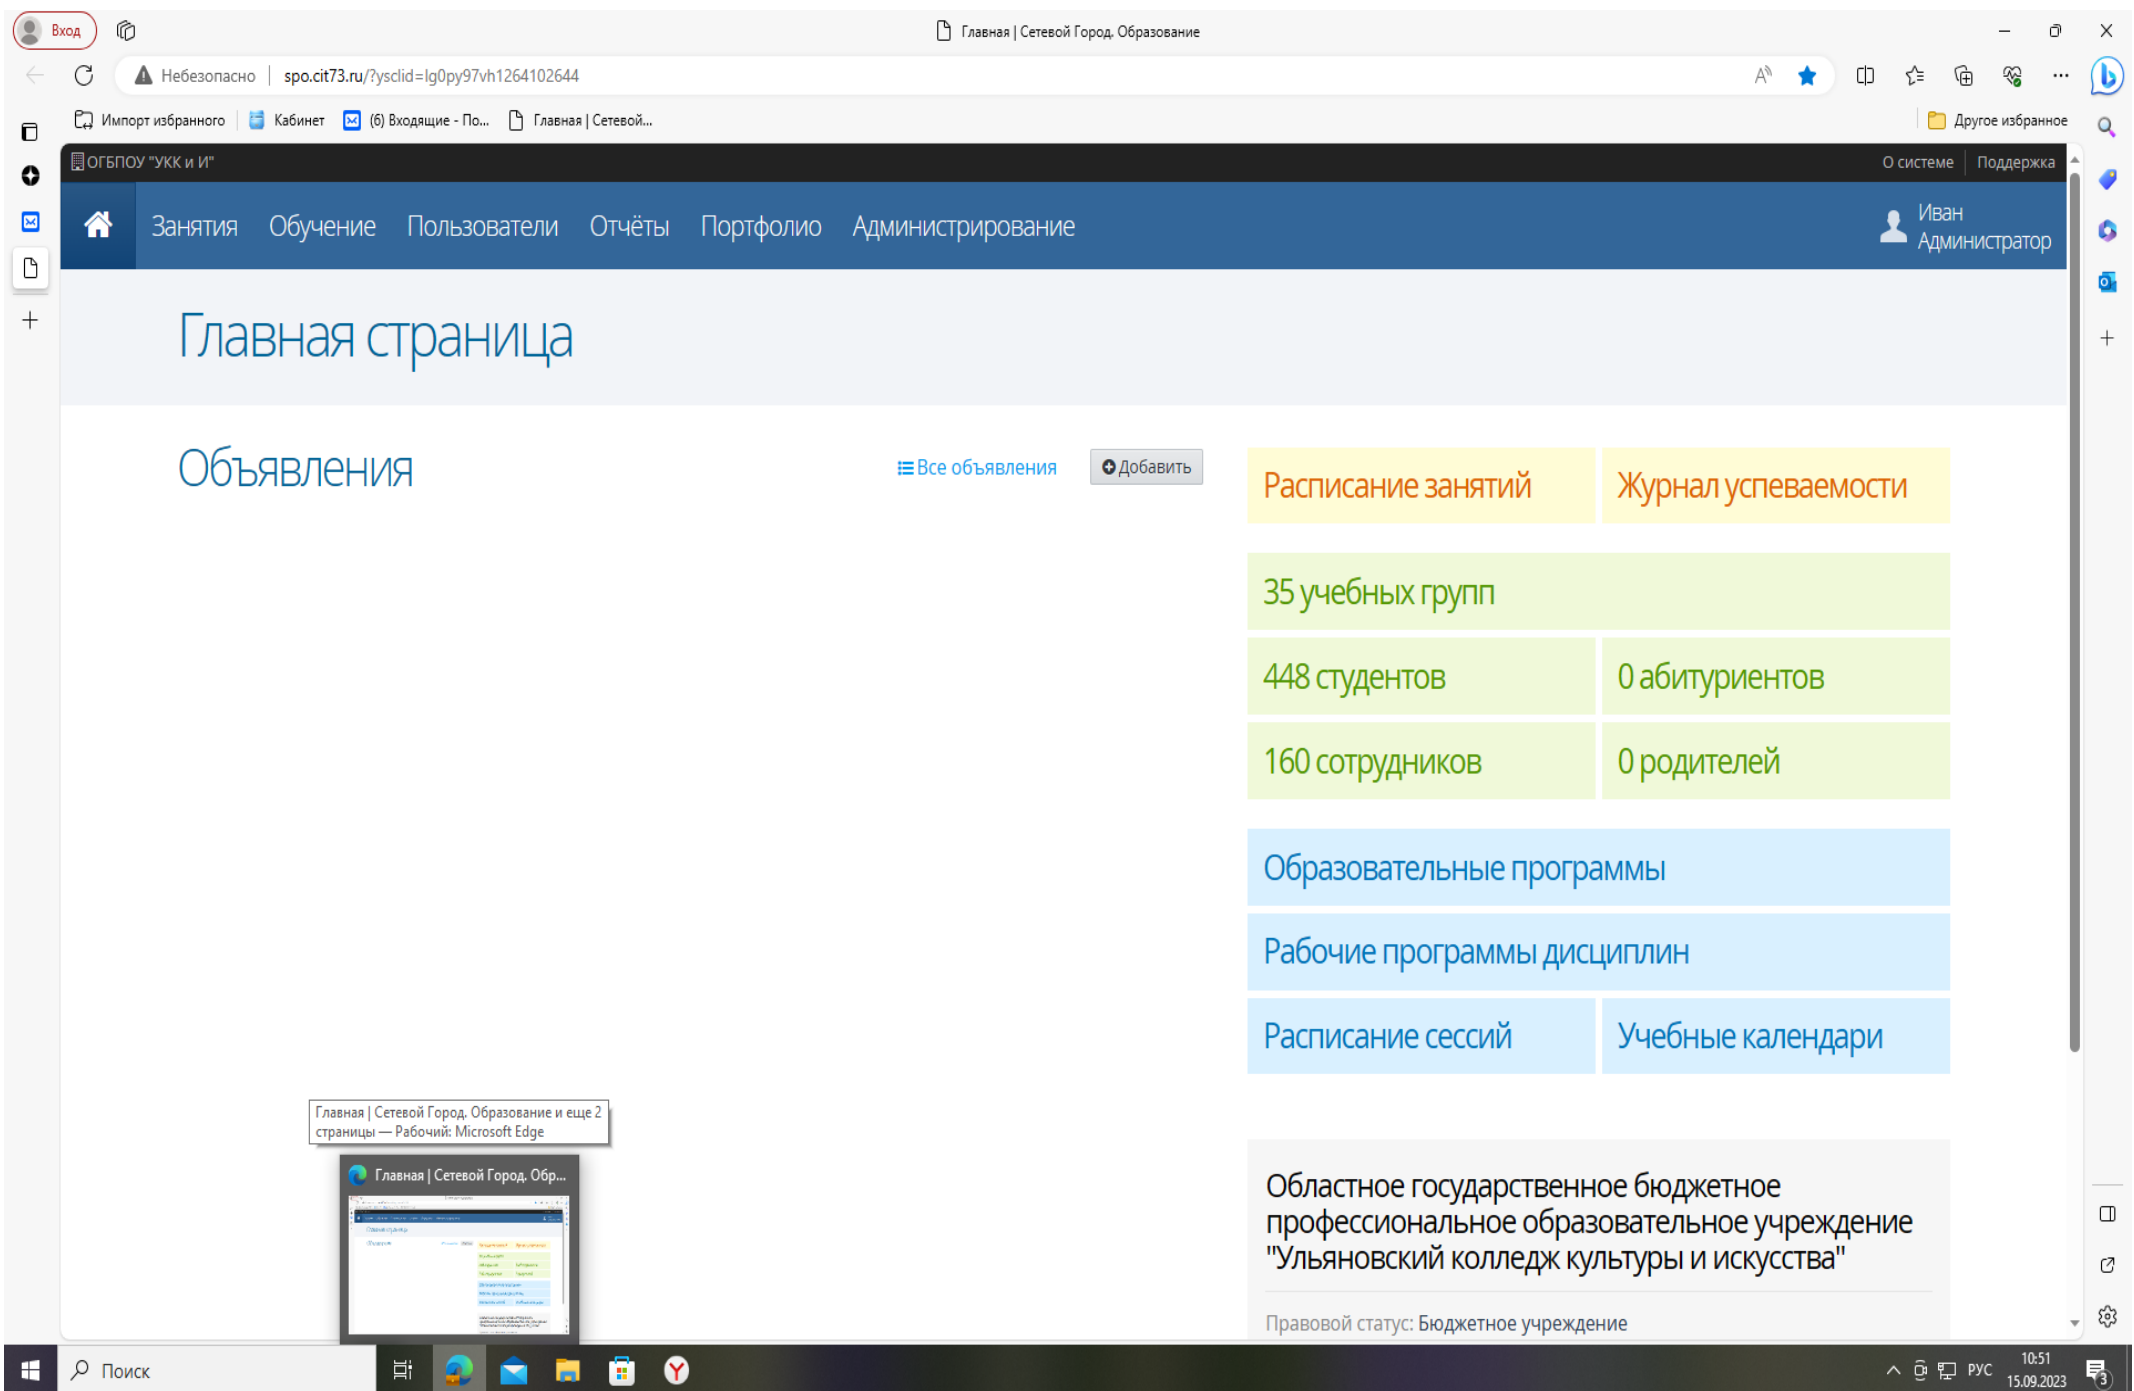 Вход
Главная | Сетевой Город. Образование
Небезопасно
spo.cit73.ru/?ysclid=lg0py97vh1264102644
Импорт избранного
Кабинет
(6) Входящие - По...
Главная | Сетевой...
Другое избранное
ОГБПОУ "УКК и И"
О системе
Поддержка
Занятия
Обучение
Пользователи
Отчёты
Портфолио
Администрирование
Иван
Администратор
Главная страница
Объявления
Все объявления
Добавить
Расписание занятий
Журнал успеваемости
35 учебных групп
448 студентов
0 абитуриентов
160 сотрудников
0 родителей
Образовательные программы
Рабочие программы дисциплин
Расписание сессий
Учебные календари
Главная | Сетевой Город. Образование и еще 2
страницы — Рабочий: Microsoft Edge
Главная | Сетевой Город. Обр...
Областное государственное бюджетное
профессиональное образовательное учреждение
"Ульяновский колледж культуры и искусства"
Правовой статус: Бюджетное учреждение
Поиск
РУС
10:51
15.09.2023
3